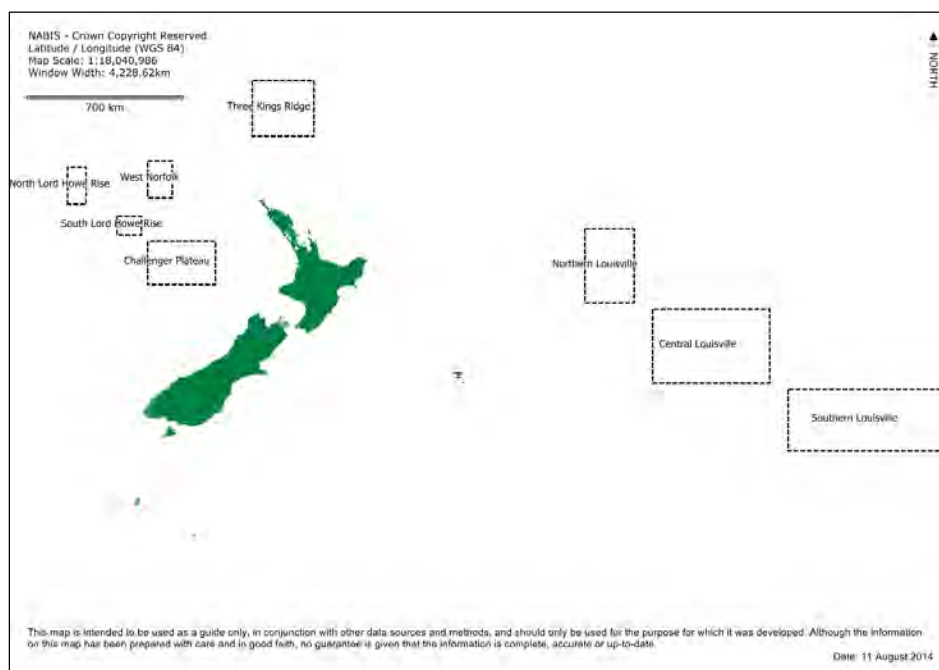 NABIS - Crown Copyright Reserved
Latitude / Longitude (WGS 84)
Map Scale: 1:18,040,986
Window Width: 4,228.62km
700 km
NORTH
Three Kings Ridge
North Lord Howe Rise
West Norfolk
South Lord Howe Rise
Challenger Plateau
Northern Louisville
Central Louisville
Southern Louisville
This map is intended to be used as a guide only, in conjunction with other data sources and methods, and should only be used for the purpose for which it was developed. Although the information
on this map has been prepared with care and in good faith, no guarantee is given that the information is complete, accurate or up-to-date.
Date: 11 August 2014